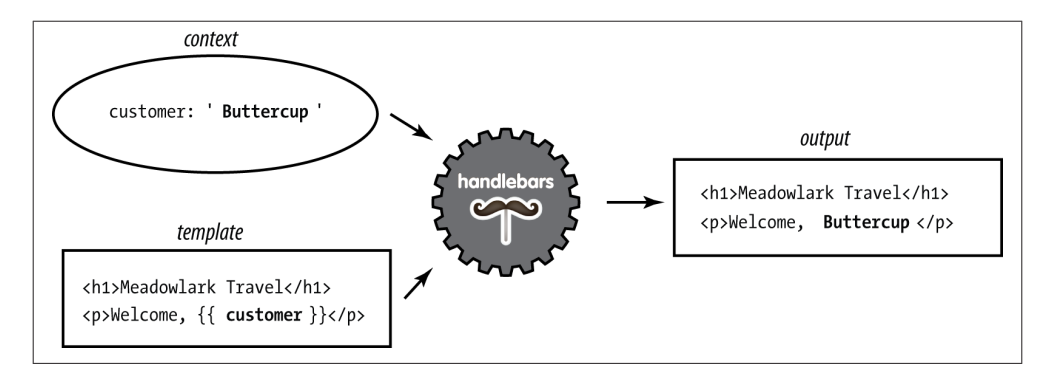 context
customer: ' Buttercup '
handlebars
output
<h1>Meadowlark Travel</h1>
<p>Welcome, Buttercup </p>
template
<h1>Meadowlark Travel</h1>
<p>Welcome, {{ customer }}</p>